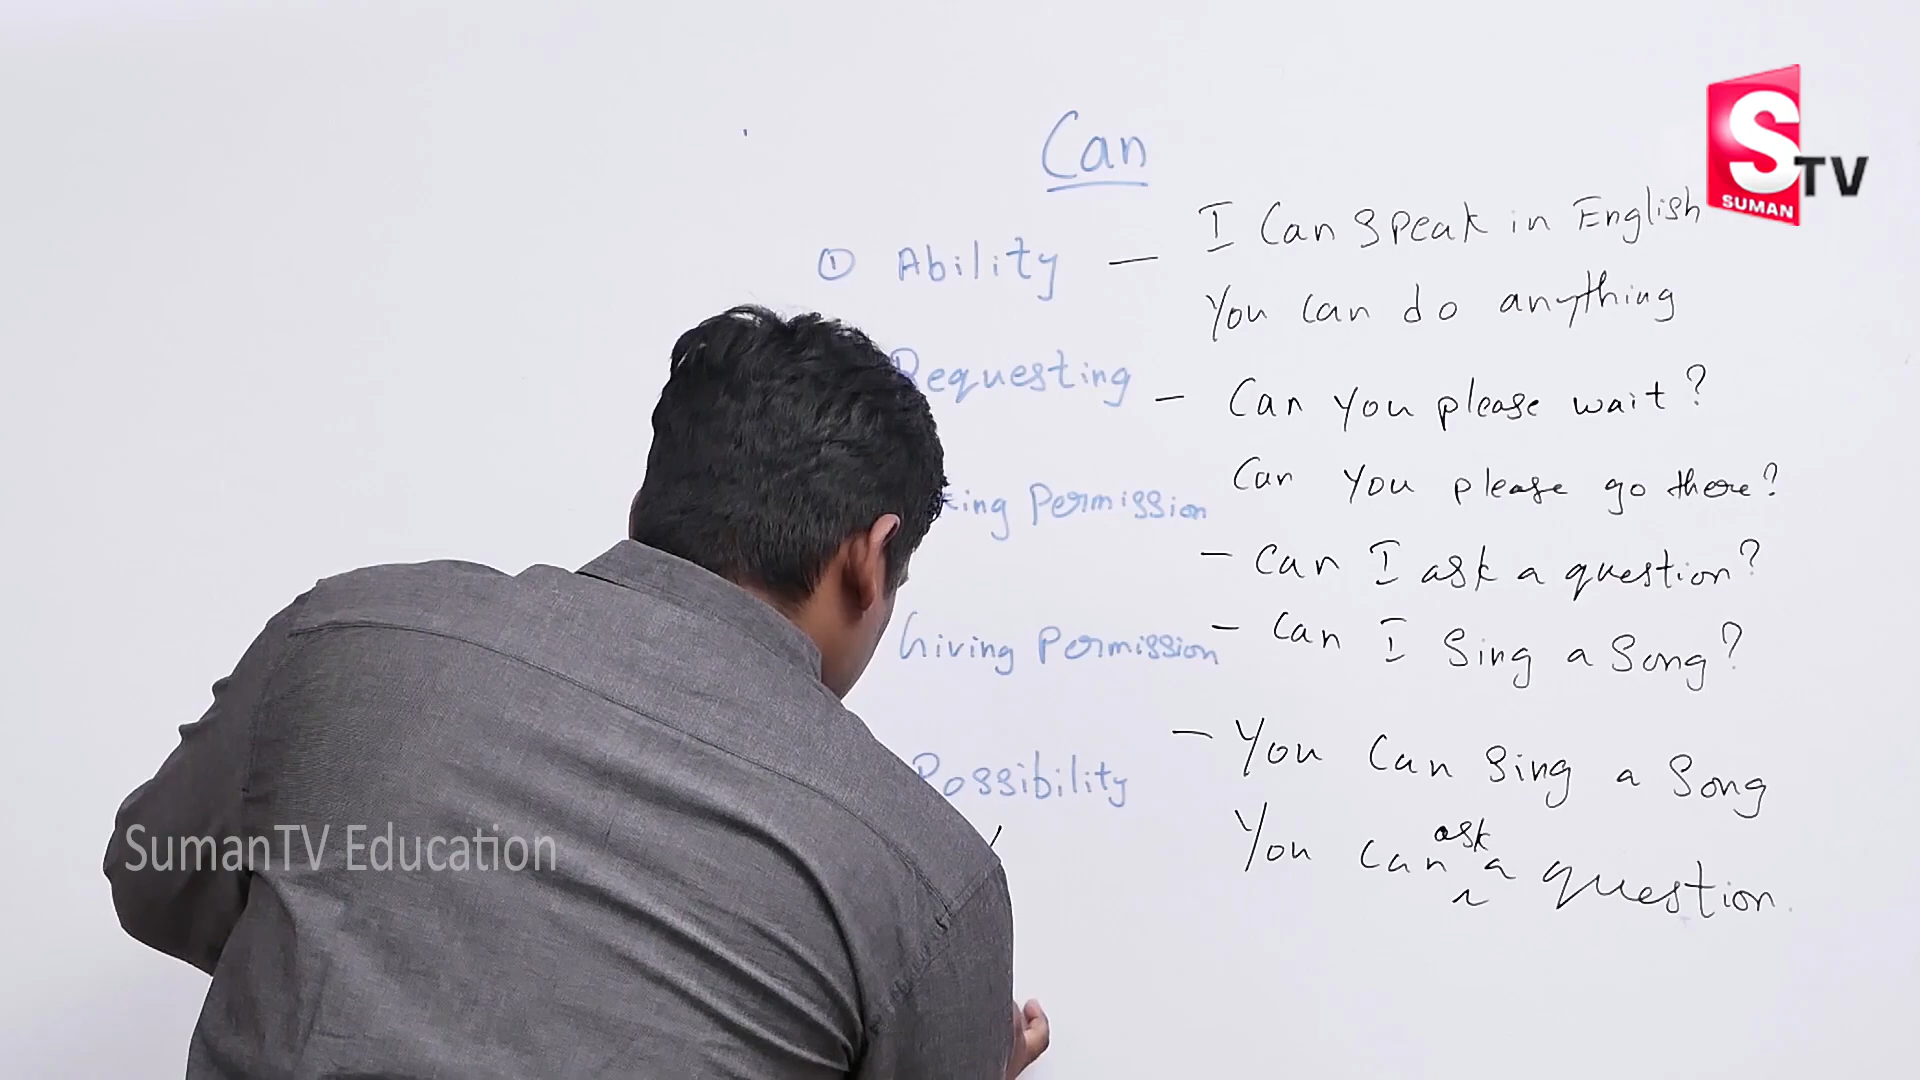 Can
① Ability — I Can Speak in English
You can do anything
Requesting – Can You please wait?
Can You please go there?
Permission
– Can I ask a question?
Giving Permission – Can I Sing a Song?
Possibility – You Can Sing a Song
You Can ask a question.
S TV
SUMAN
SumanTV Education